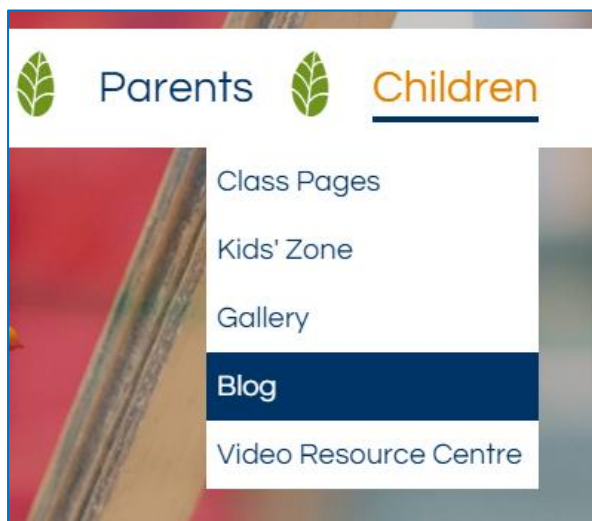 Parents Children
Class Pages
Kids' Zone
Gallery
Blog
Video Resource Centre